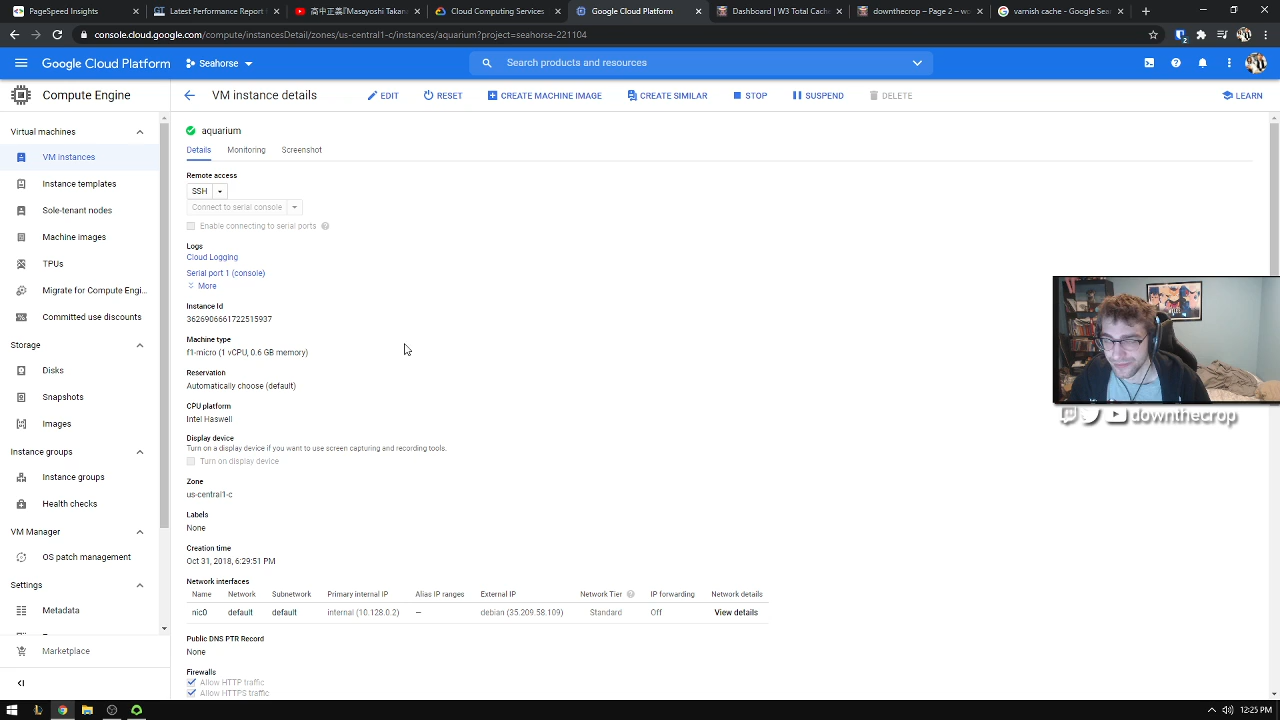 PageSpeed Insights
Latest Performance Report f
高中正義『Masayoshi Takan
Cloud Computing Services
Google Cloud Platform
Dashboard | W3 Total Cache
downthecrop – Page 2 – wo
varnish cache - Google Sea
console.cloud.google.com/compute/instancesDetail/zones/us-central1-c/instances/aquarium?project=seahorse-221104
Google Cloud Platform
Seahorse
Search products and resources
Compute Engine
VM instance details
EDIT
RESET
CREATE MACHINE IMAGE
CREATE SIMILAR
STOP
SUSPEND
DELETE
LEARN
Virtual machines
VM instances
Instance templates
Sole-tenant nodes
Machine images
TPUs
Migrate for Compute Engi...
Committed use discounts
Storage
Disks
Snapshots
Images
Instance groups
Instance groups
Health checks
VM Manager
OS patch management
Settings
Metadata
Marketplace
aquarium
Details
Monitoring
Screenshot
Remote access
SSH
Connect to serial console
Enable connecting to serial ports
Logs
Cloud Logging
Serial port 1 (console)
More
Instance Id
3626906661722515937
Machine type
f1-micro (1 vCPU, 0.6 GB memory)
Reservation
Automatically choose (default)
CPU platform
Intel Haswell
Display device
Turn on a display device if you want to use screen capturing and recording tools.
Turn on display device
Zone
us-central1-c
Labels
None
Creation time
Oct 31, 2018, 6:29:51 PM
Network interfaces
Name Network Subnetwork Primary internal IP Alias IP ranges External IP Network Tier IP forwarding Network details
nic0 default default internal (10.128.0.2) — debian (35.209.58.109) Standard Off View details
Public DNS PTR Record
None
Firewalls
Allow HTTP traffic
Allow HTTPS traffic
downthecrop
12:25 PM